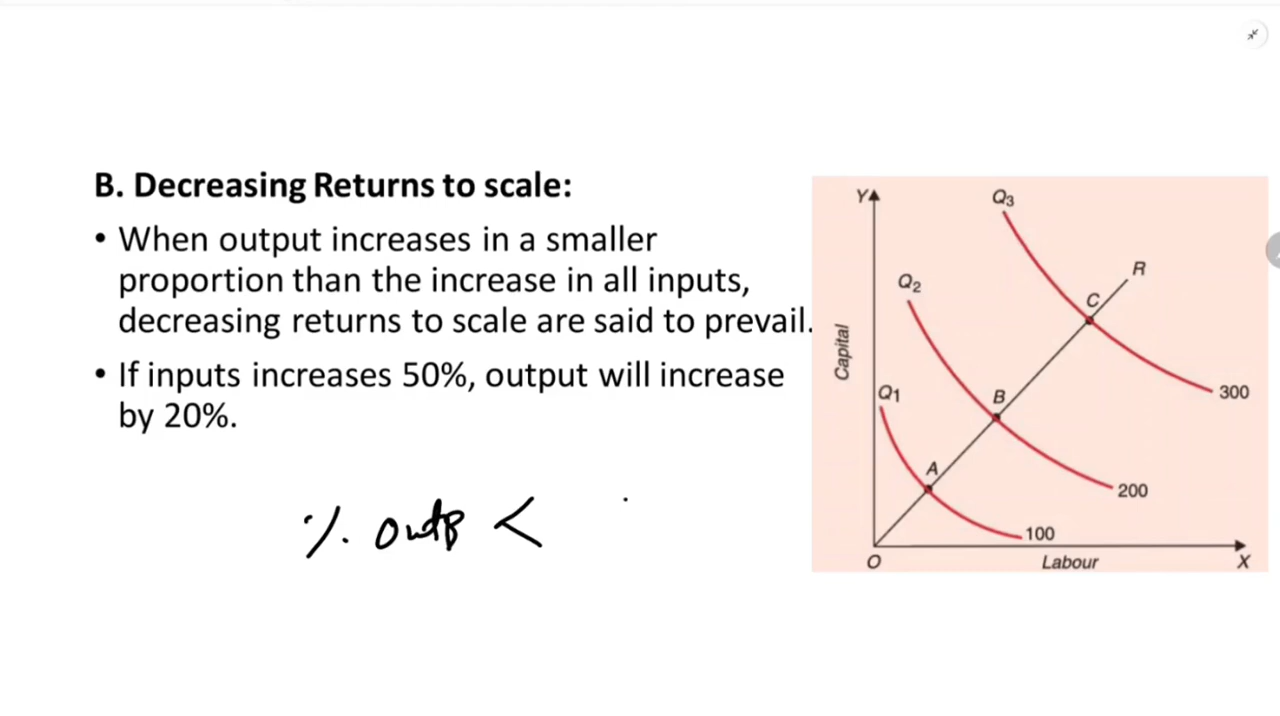 B. Decreasing Returns to scale:
• When output increases in a smaller
proportion than the increase in all inputs,
decreasing returns to scale are said to prevail.
• If inputs increases 50%, output will increase
by 20%.
% outp <
Y
Q3
R
Q2
C
Capital
Q1
B
300
A
200
100
O
Labour
X